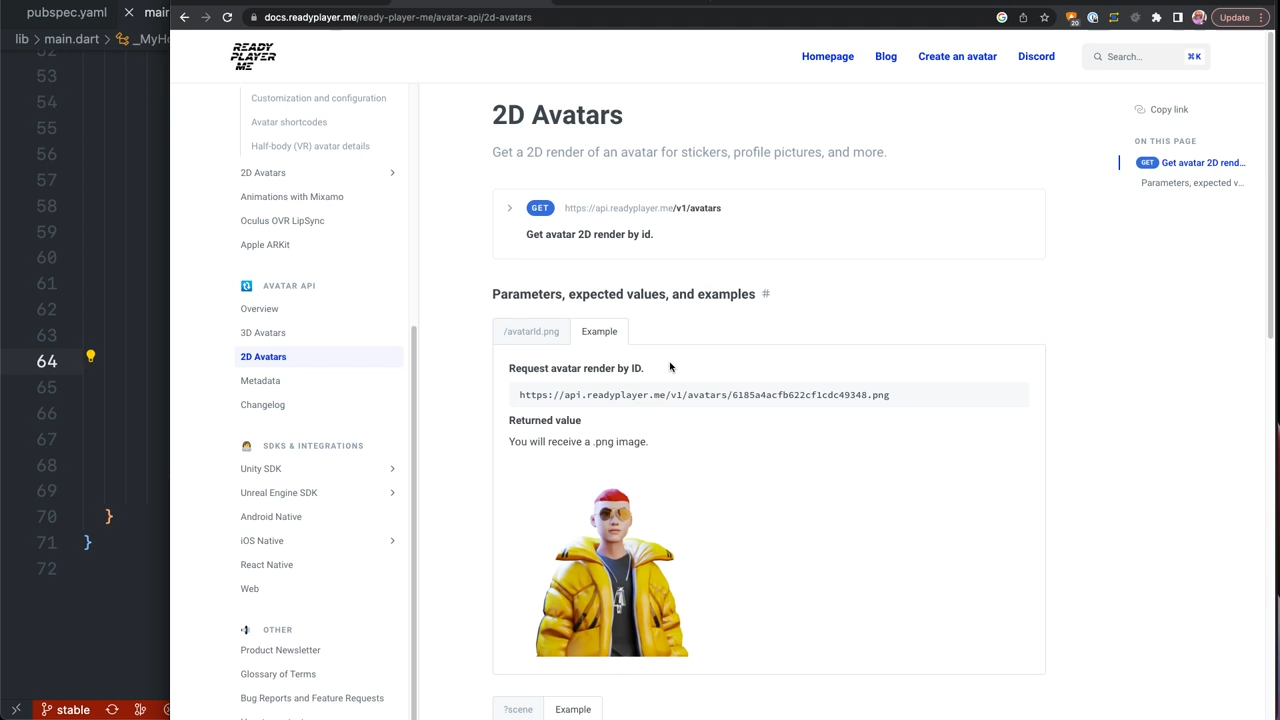 pubspec.yaml
lib > main.dart > _MyHo
52
53
54
55
56
57
58
59
60
61
62
63
64
65
66
67
68
69
70 }
71 }
72
stable
docs.readyplayer.me/ready-player-me/avatar-api/2d-avatars
20
Update
READY
PLAYER
ME
Homepage
Blog
Create an avatar
Discord
Search...
⌘K
Customization and configuration
Avatar shortcodes
Half-body (VR) avatar details
2D Avatars
Animations with Mixamo
Oculus OVR LipSync
Apple ARKit
AVATAR API
Overview
3D Avatars
2D Avatars
Metadata
Changelog
SDKS & INTEGRATIONS
Unity SDK
Unreal Engine SDK
Android Native
iOS Native
React Native
Web
OTHER
Product Newsletter
Glossary of Terms
Bug Reports and Feature Requests
2D Avatars
Get a 2D render of an avatar for stickers, profile pictures, and more.
GET https://api.readyplayer.me/v1/avatars
Get avatar 2D render by id.
Parameters, expected values, and examples #
/avatarId.png
Example
Request avatar render by ID.
https://api.readyplayer.me/v1/avatars/6185a4acfb622cf1cdc49348.png
Returned value
You will receive a .png image.
?scene
Example
Copy link
ON THIS PAGE
GET Get avatar 2D rend...
Parameters, expected v...